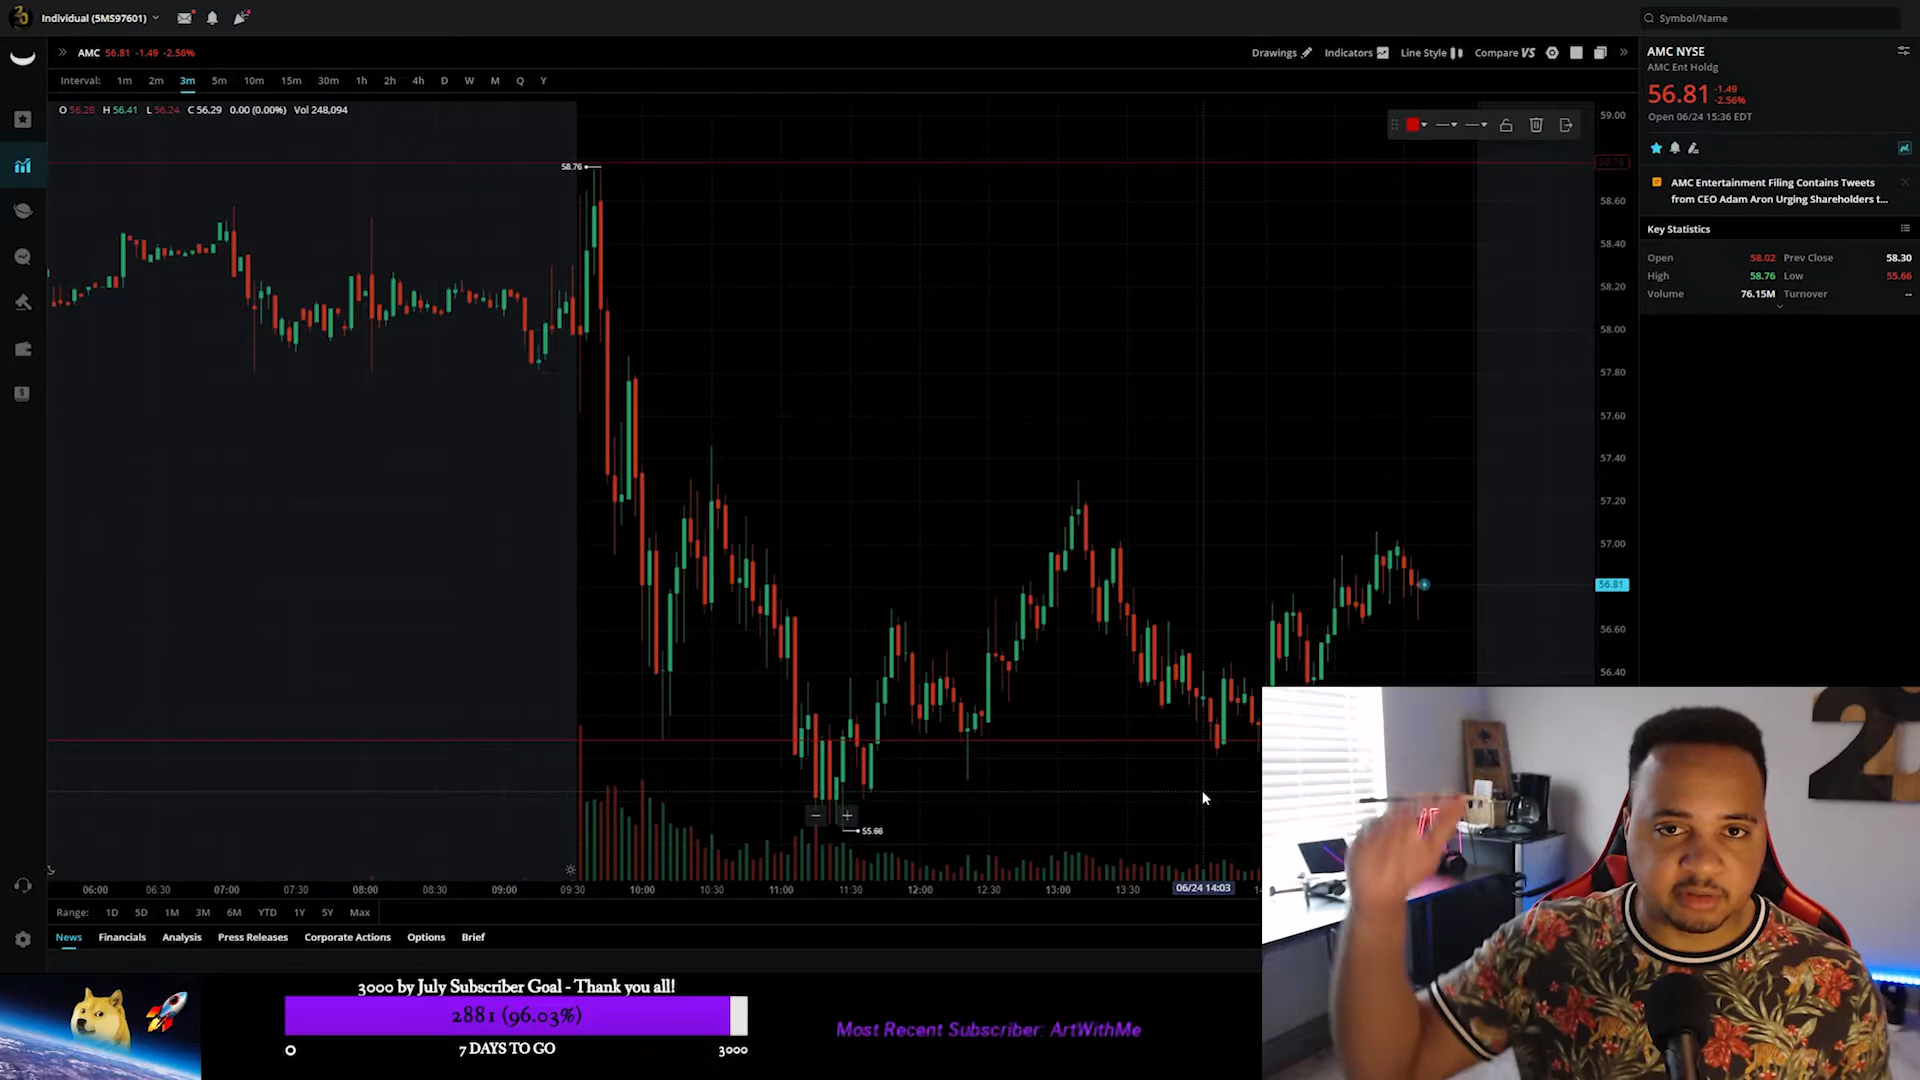 Individual (5MS97601)
Symbol/Name
AMC 56.81 -1.49 -2.56%
Drawings Indicators Line Style Compare VS
Interval: 1m 2m 3m 5m 10m 15m 30m 1h 2h 4h D W M Q Y
O 56.28 H 56.41 L 56.24 C 56.29 0.00 (0.00%) Vol 248,094
AMC NYSE
AMC Ent Holdg
56.81 -1.49
-2.56%
Open 06/24 15:36 EDT
AMC Entertainment Filing Contains Tweets
from CEO Adam Aron Urging Shareholders t...
Key Statistics
Open 58.02 Prev Close 58.30
High 58.76 Low 55.66
Volume 76.15M Turnover --
59.00
58.76
58.60
58.40
58.20
58.00
57.80
57.60
57.40
57.20
57.00
56.81
56.60
56.40
55.66
06:00 06:30 07:00 07:30 08:00 08:30 09:00 09:30 10:00 10:30 11:00 11:30 12:00 12:30 13:00 13:30 06/24 14:03
Range: 1D 5D 1M 3M 6M YTD 1Y 5Y Max
News Financials Analysis Press Releases Corporate Actions Options Brief
3000 by July Subscriber Goal - Thank you all!
2881 (96.03%)
0 7 DAYS TO GO 3000
Most Recent Subscriber: ArtWithMe
20